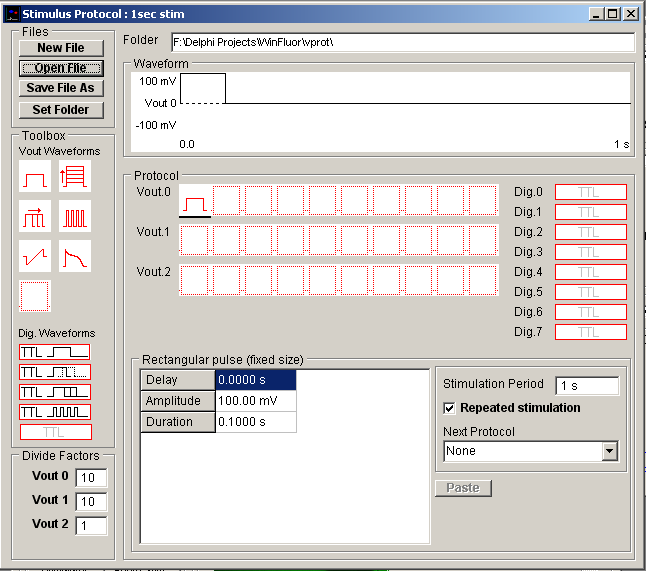 Stimulus Protocol : 1sec stim
Files
New File
Open File
Save File As
Set Folder
Folder F:\Delphi Projects\WinFluor\vprot\
Waveform
100 mV
Vout 0
-100 mV
0.0 1 s
Toolbox
Vout Waveforms
Dig. Waveforms
TTL
TTL
TTL
TTL
TTL
Divide Factors
Vout 0 10
Vout 1 10
Vout 2 1
Protocol
Vout.0
Vout.1
Vout.2
Dig.0 TTL
Dig.1 TTL
Dig.2 TTL
Dig.3 TTL
Dig.4 TTL
Dig.5 TTL
Dig.6 TTL
Dig.7 TTL
Rectangular pulse (fixed size)
Delay 0.0000 s
Amplitude 100.00 mV
Duration 0.1000 s
Stimulation Period 1 s
Repeated stimulation
Next Protocol
None
Paste